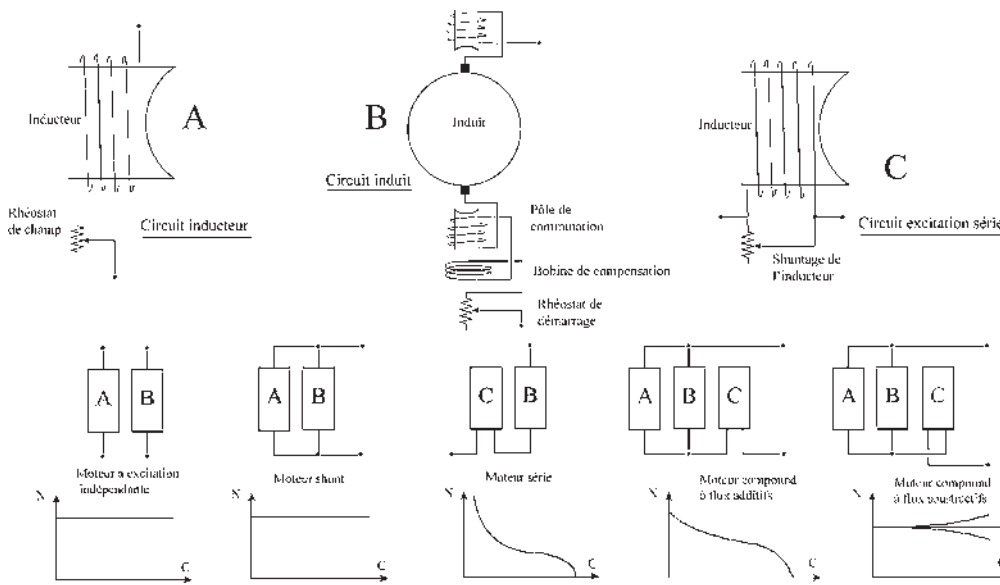 Inducteur
A
Rhéostat
de champ
Circuit inducteur
B
Induit
Circuit induit
Pôle de
commutation
Bobine de compensation
Rhéostat de
démarrage
Inducteur
C
Circuit excitation série
Shuntage de
l'inducteur
A B
Moteur a excitation
indépendante
N
C
A B
Moteur shunt
N
C
C B
Moteur série
N
C
A B C
Moteur compound
à flux additifs
N
C
A B C
Moteur compound
à flux soustractifs
N
C